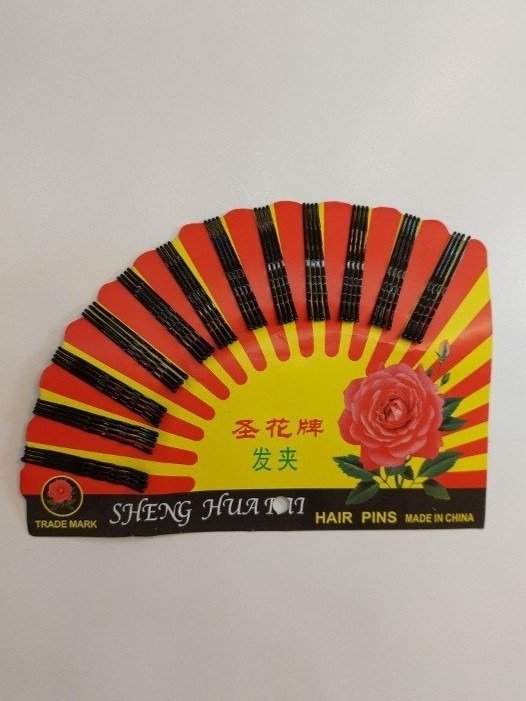 圣花牌
发夹
SHENG HUA
HAIR PINS MADE IN CHINA
TRADE MARK